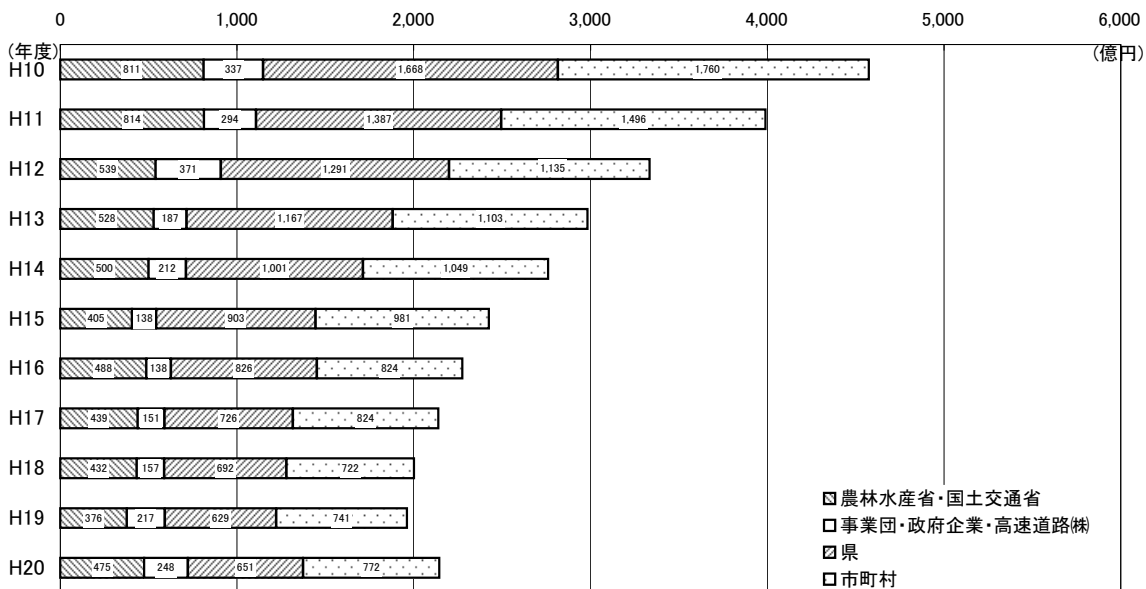 0 1,000 2,000 3,000 4,000 5,000 6,000
(年度) (億円)
H10 811 337 1,668 1,760
H11 814 294 1,387 1,496
H12 539 371 1,291 1,135
H13 528 187 1,167 1,103
H14 500 212 1,001 1,049
H15 405 138 903 981
H16 488 138 826 824
H17 439 151 726 824
H18 432 157 692 722
H19 376 217 629 741
H20 475 248 651 772
農林水産省・国土交通省
事業団・政府企業・高速道路㈱
県
市町村